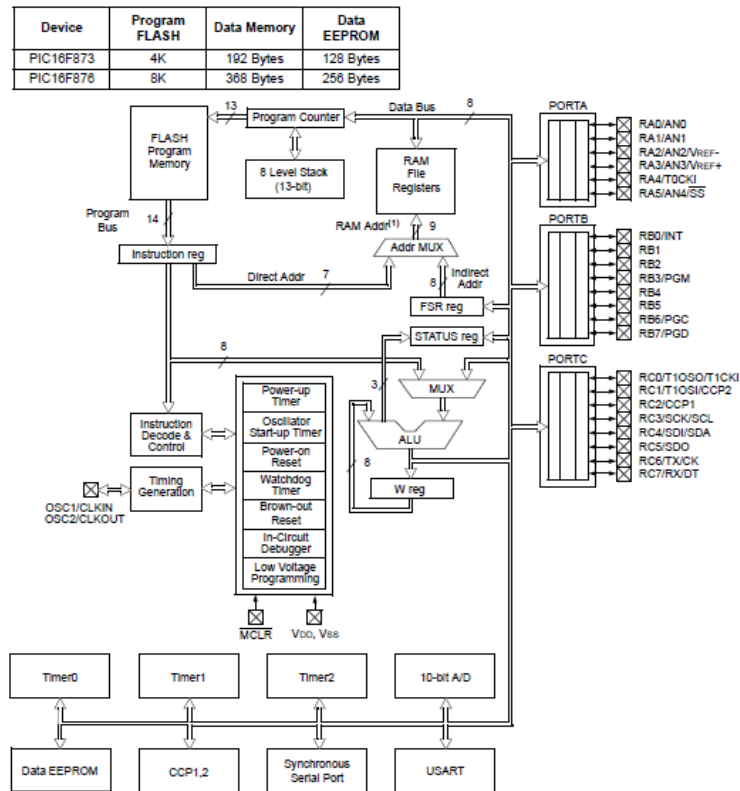 Device Program FLASH Data Memory Data EEPROM
PIC16F873 4K 192 Bytes 128 Bytes
PIC16F876 8K 368 Bytes 256 Bytes
13
Program Counter
Data Bus
8
PORTA
FLASH
Program
Memory
8 Level Stack
(13-bit)
RAM
File
Registers
RA0/AN0
RA1/AN1
RA2/AN2/VREF-
RA3/AN3/VREF+
RA4/T0CKI
RA5/AN4/SS
Program
Bus
14
RAM Addr(1)
9
PORTB
Instruction reg
Addr MUX
Direct Addr
7
8
Indirect
Addr
FSR reg
RB0/INT
RB1
RB2
RB3/PGM
RB4
RB5
RB6/PGC
RB7/PGD
STATUS reg
8
PORTC
3
MUX
Power-up
Timer
Oscillator
Start-up Timer
Power-on
Reset
Watchdog
Timer
Brown-out
Reset
In-Circuit
Debugger
Low Voltage
Programming
Instruction
Decode &
Control
ALU
8
W reg
RC0/T1OSO/T1CKI
RC1/T1OSI/CCP2
RC2/CCP1
RC3/SCK/SCL
RC4/SDI/SDA
RC5/SDO
RC6/TX/CK
RC7/RX/DT
Timing
Generation
OSC1/CLKIN
OSC2/CLKOUT
MCLR
VDD, VSS
Timer0
Timer1
Timer2
10-bit A/D
Data EEPROM
CCP1,2
Synchronous
Serial Port
USART